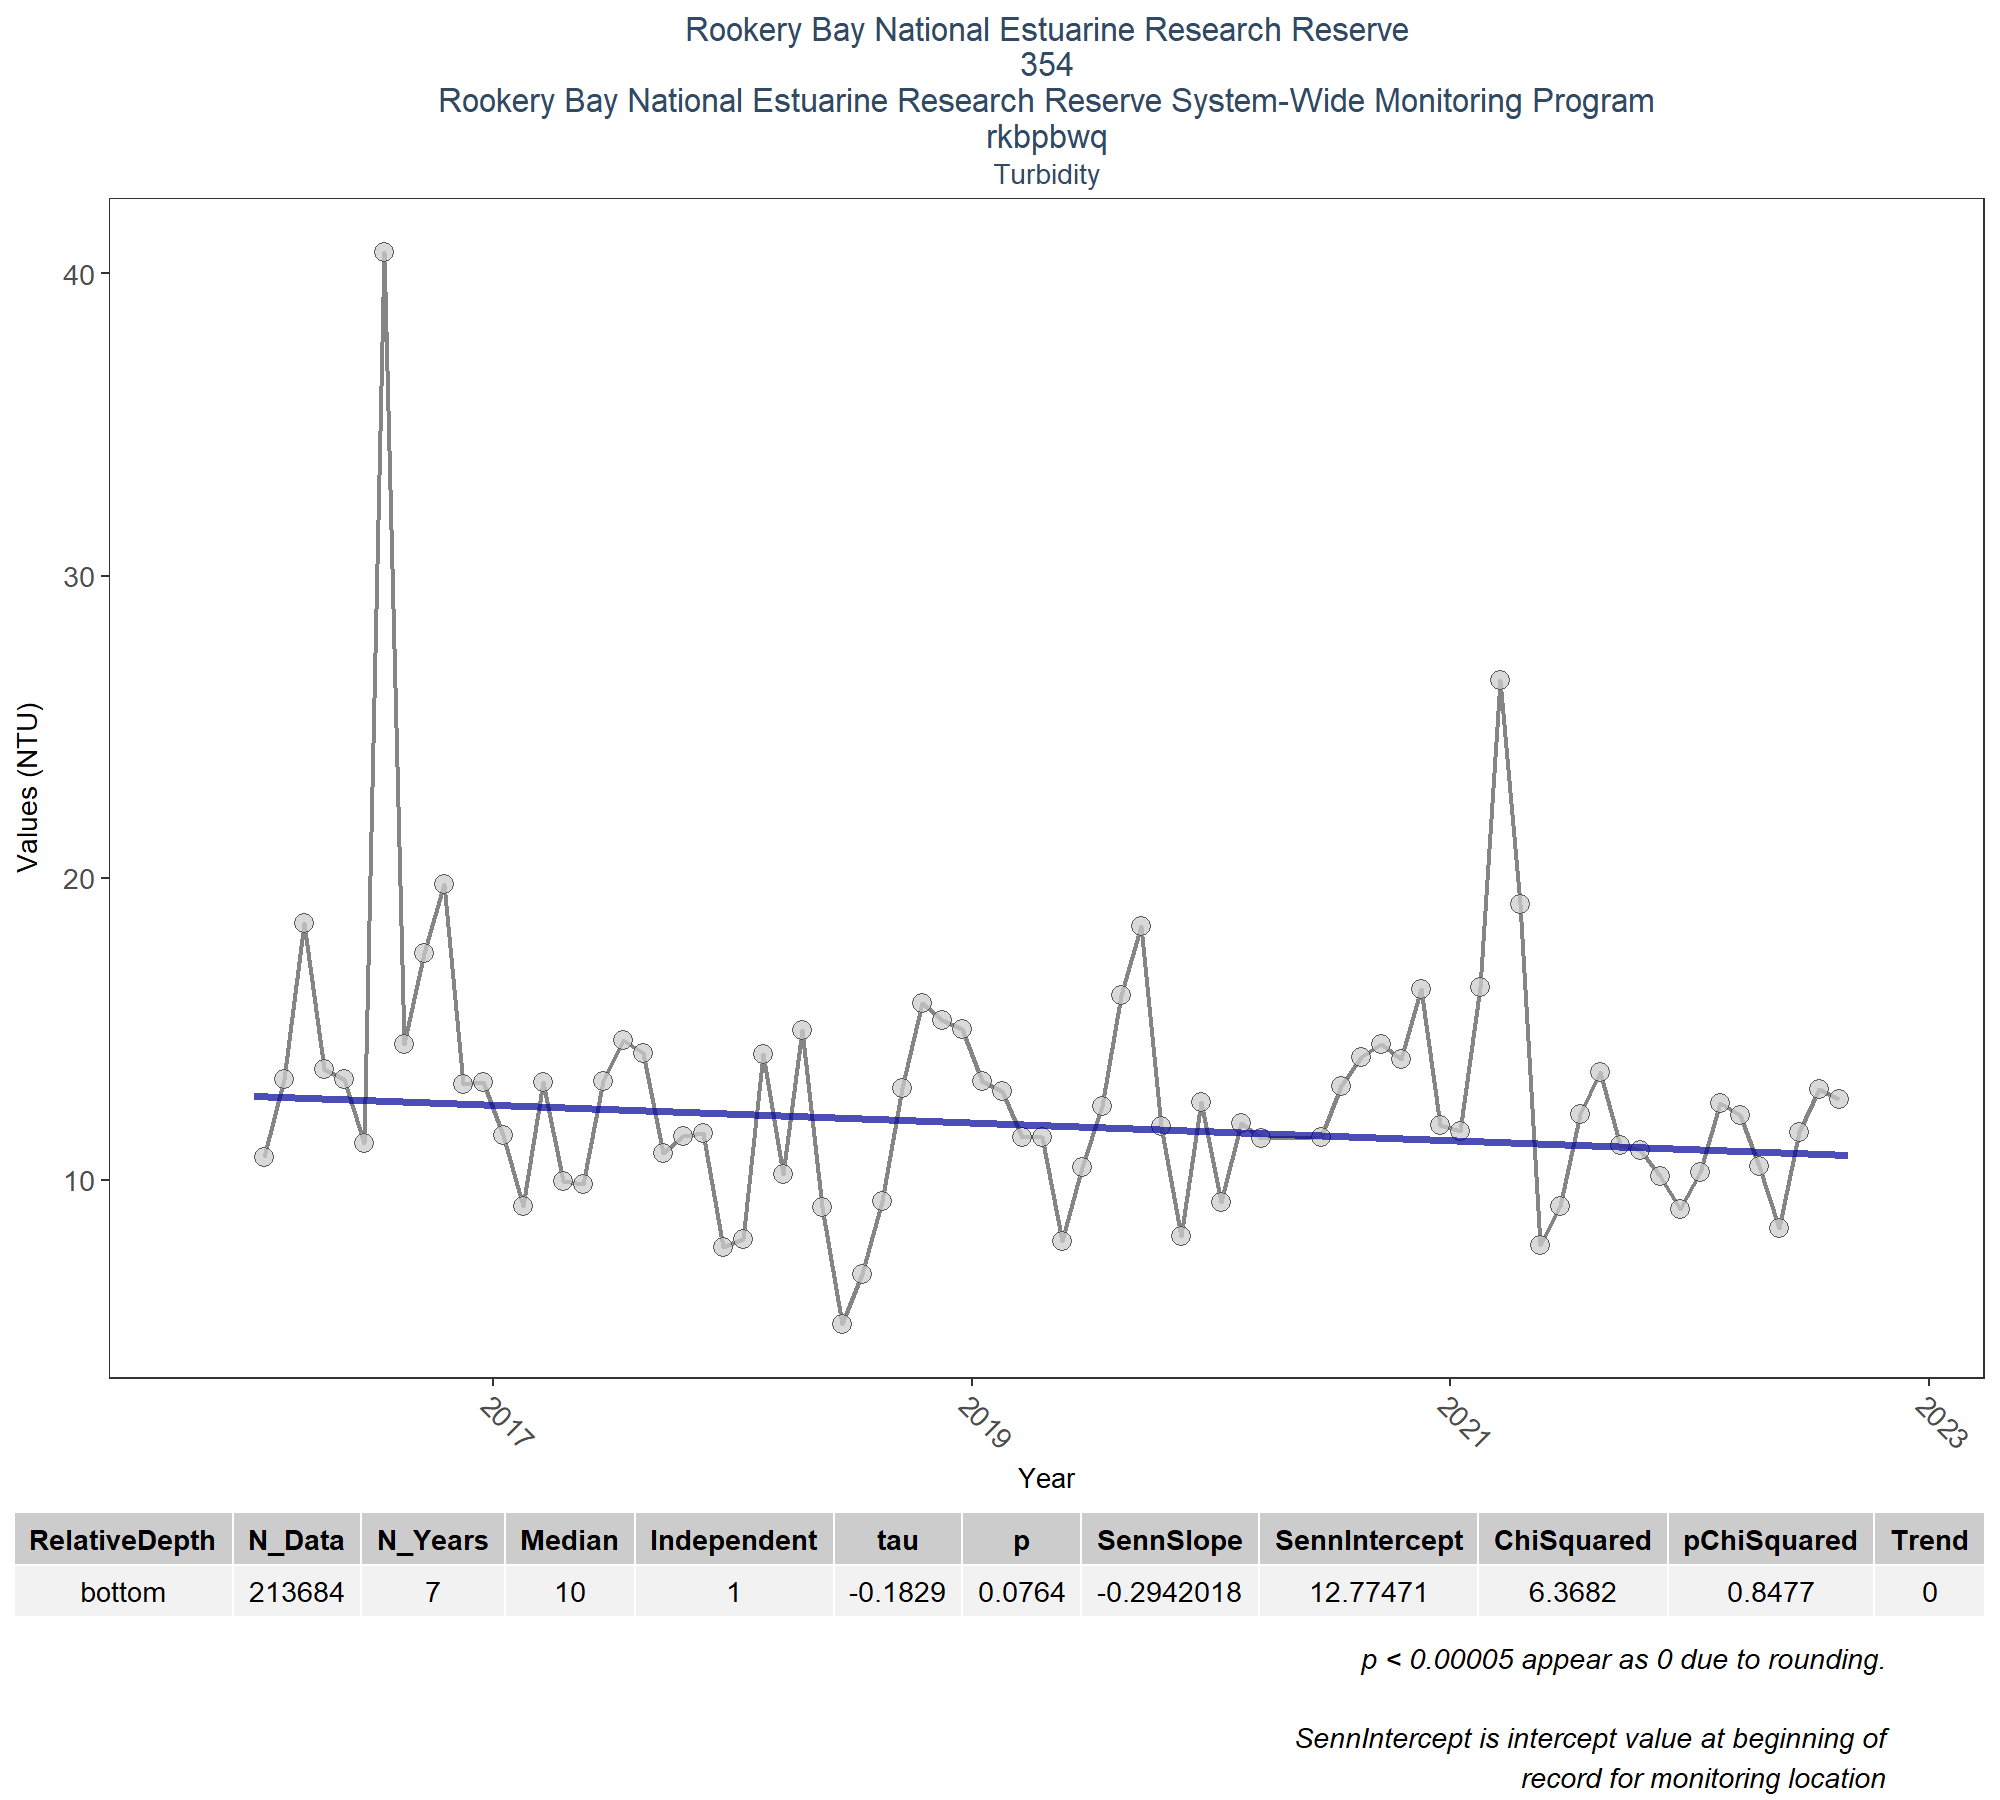 Rookery Bay National Estuarine Research Reserve
354
Rookery Bay National Estuarine Research Reserve System-Wide Monitoring Program
rkbpbwq
Turbidity
40
30
20
10
Values (NTU)
2017 2019 2021 2023
Year
RelativeDepth N_Data N_Years Median Independent tau p SennSlope SennIntercept ChiSquared pChiSquared Trend
bottom 213684 7 10 1 -0.1829 0.0764 -0.2942018 12.77471 6.3682 0.8477 0
p < 0.00005 appear as 0 due to rounding.
SennIntercept is intercept value at beginning of
record for monitoring location